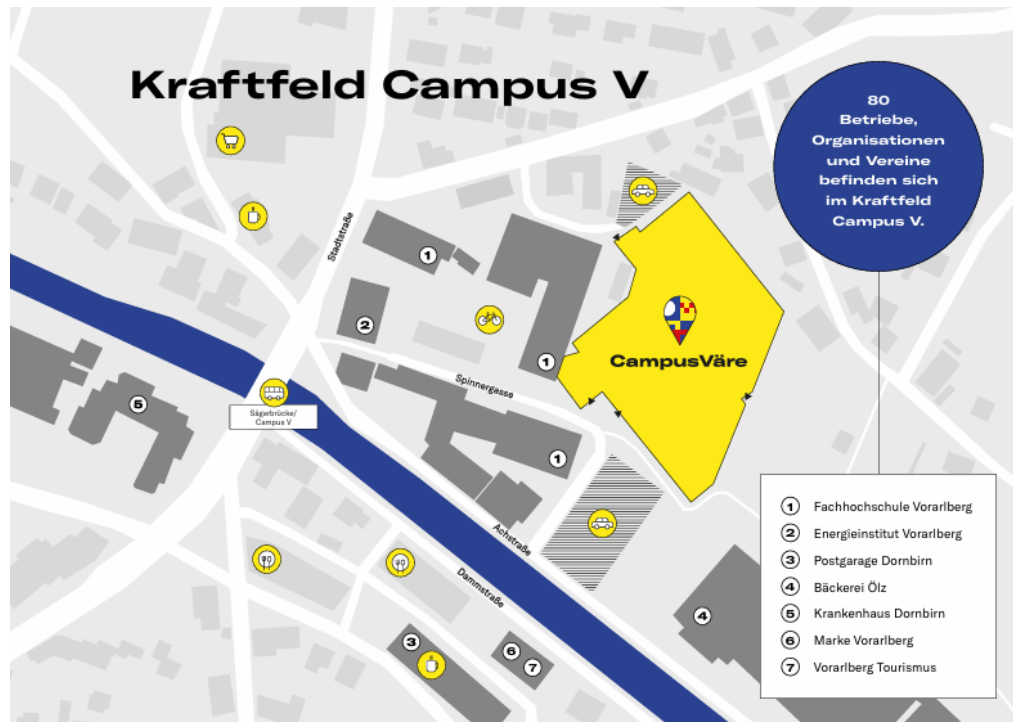 Kraftfeld Campus V
80
Betriebe,
Organisationen
und Vereine
befinden sich
im Kraftfeld
Campus V.
Stadtstraße
1
2
1
CampusVäre
Spinnergasse
5
Sägerbrücke/
Campus V
1
Achstraße
Dammstraße
4
3
6
7
1 Fachhochschule Vorarlberg
2 Energieinstitut Vorarlberg
3 Postgarage Dornbirn
4 Bäckerei Ölz
5 Krankenhaus Dornbirn
6 Marke Vorarlberg
7 Vorarlberg Tourismus